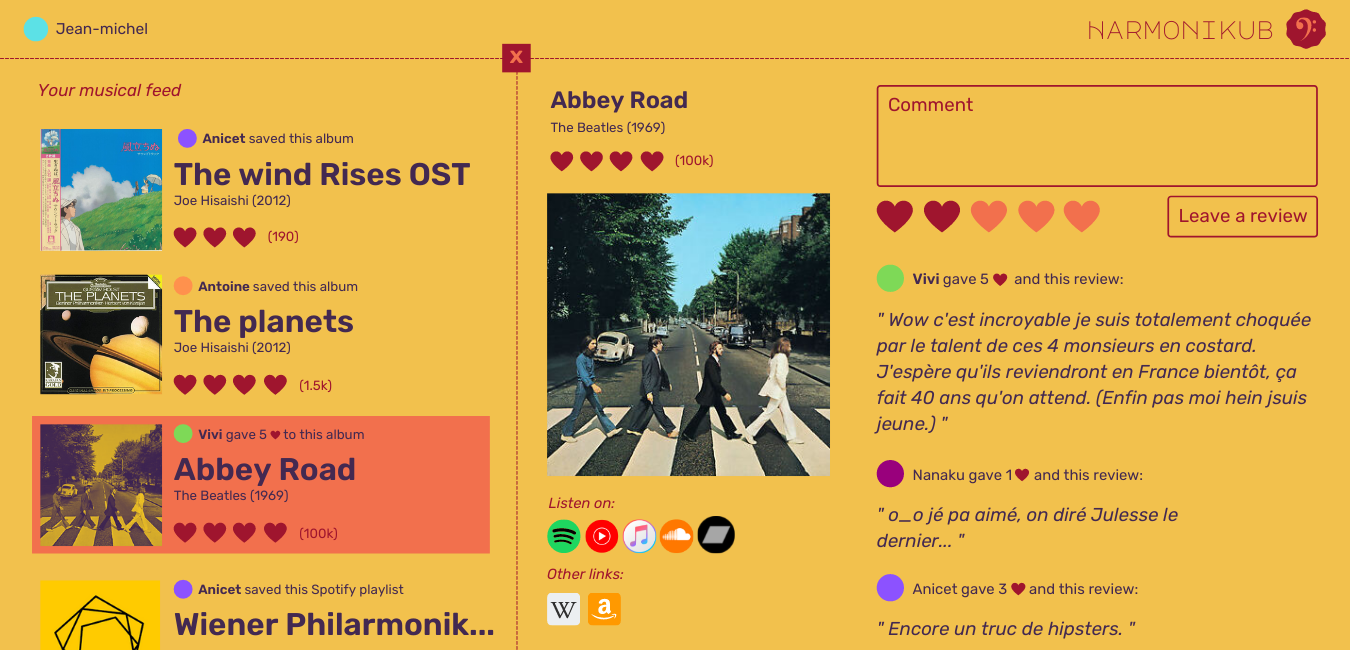 Jean-michel
HARMONIKUB
X
Your musical feed
Anicet saved this album
The wind Rises OST
Joe Hisaishi (2012)
(190)
THE PLANETS
Antoine saved this album
The planets
Joe Hisaishi (2012)
(1.5k)
Vivi gave 5 to this album
Abbey Road
The Beatles (1969)
(100k)
Anicet saved this Spotify playlist
Wiener Philarmonik...
Abbey Road
The Beatles (1969)
(100k)
Listen on:
Other links:
W
a
Comment
Leave a review
Vivi gave 5 and this review:
" Wow c'est incroyable je suis totalement choquée
par le talent de ces 4 monsieurs en costard.
J'espère qu'ils reviendront en France bientôt, ça
fait 40 ans qu'on attend. (Enfin pas moi hein jsuis
jeune.) "
Nanaku gave 1 and this review:
" o_o jé pa aimé, on diré Julesse le
dernier... "
Anicet gave 3 and this review:
" Encore un truc de hipsters. "